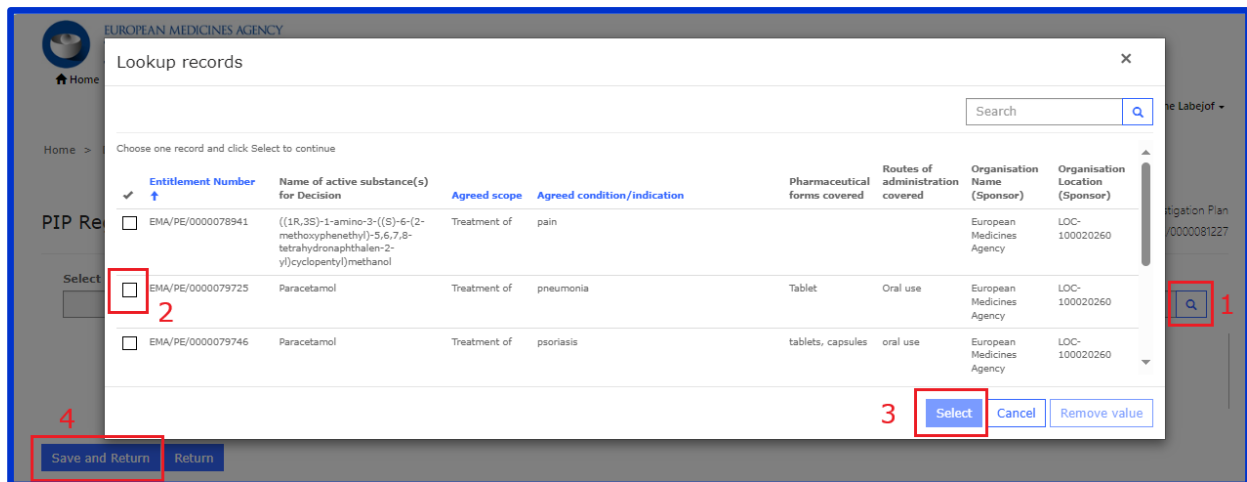 EUROPEAN MEDICINES AGENCY
Home
Lookup records
×
Search
ne Labejof
Home >
Choose one record and click Select to continue
Entitlement Number
Name of active substance(s) for Decision
Agreed scope
Agreed condition/indication
Pharmaceutical forms covered
Routes of administration covered
Organisation Name (Sponsor)
Organisation Location (Sponsor)
EMA/PE/0000078941
((1R,3S)-1-amino-3-((S)-6-(2-
methoxyphenethyl)-5,6,7,8-
tetrahydronaphthalen-2-
yl)cyclopentyl)methanol
Treatment of
pain
European
Medicines
Agency
LOC-
100020260
PIP Re
stigation Plan
/0000081227
Select
EMA/PE/0000079725
Paracetamol
Treatment of
pneumonia
Tablet
Oral use
European
Medicines
Agency
LOC-
100020260
2
1
EMA/PE/0000079746
Paracetamol
Treatment of
psoriasis
tablets, capsules
oral use
European
Medicines
Agency
LOC-
100020260
3
Select
Cancel
Remove value
4
Save and Return
Return